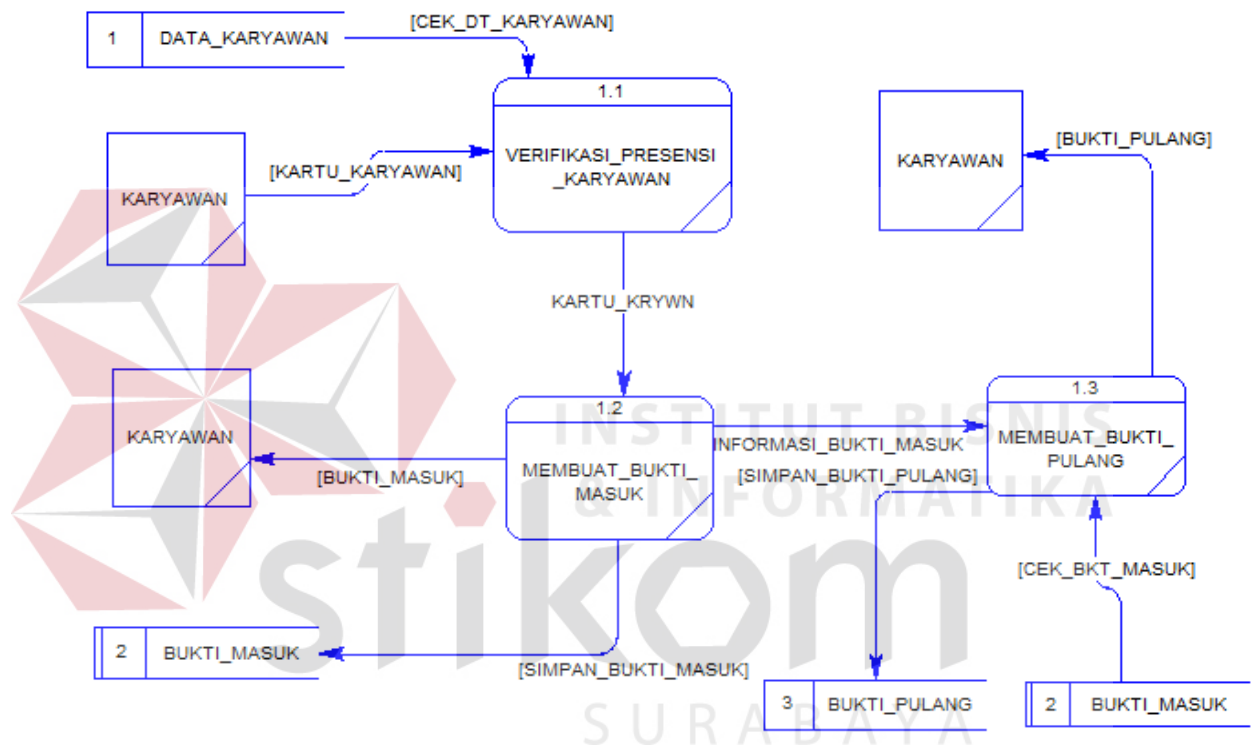 [CEK_DT_KARYAWAN]
1 DATA_KARYAWAN
1.1
VERIFIKASI_PRESENSI
_KARYAWAN
KARYAWAN
[KARTU_KARYAWAN]
KARYAWAN
[BUKTI_PULANG]
KARTU_KRYWN
KARYAWAN
[BUKTI_MASUK]
1.2
MEMBUAT_BUKTI_
MASUK
INFORMASI_BUKTI_MASUK
[SIMPAN_BUKTI_PULANG]
1.3
MEMBUAT_BUKTI_
PULANG
[CEK_BKT_MASUK]
2 BUKTI_MASUK
[SIMPAN_BUKTI_MASUK]
3 BUKTI_PULANG
2 BUKTI_MASUK
INSTITUT BISNIS
& INFORMATIKA
stikom
SURABAYA